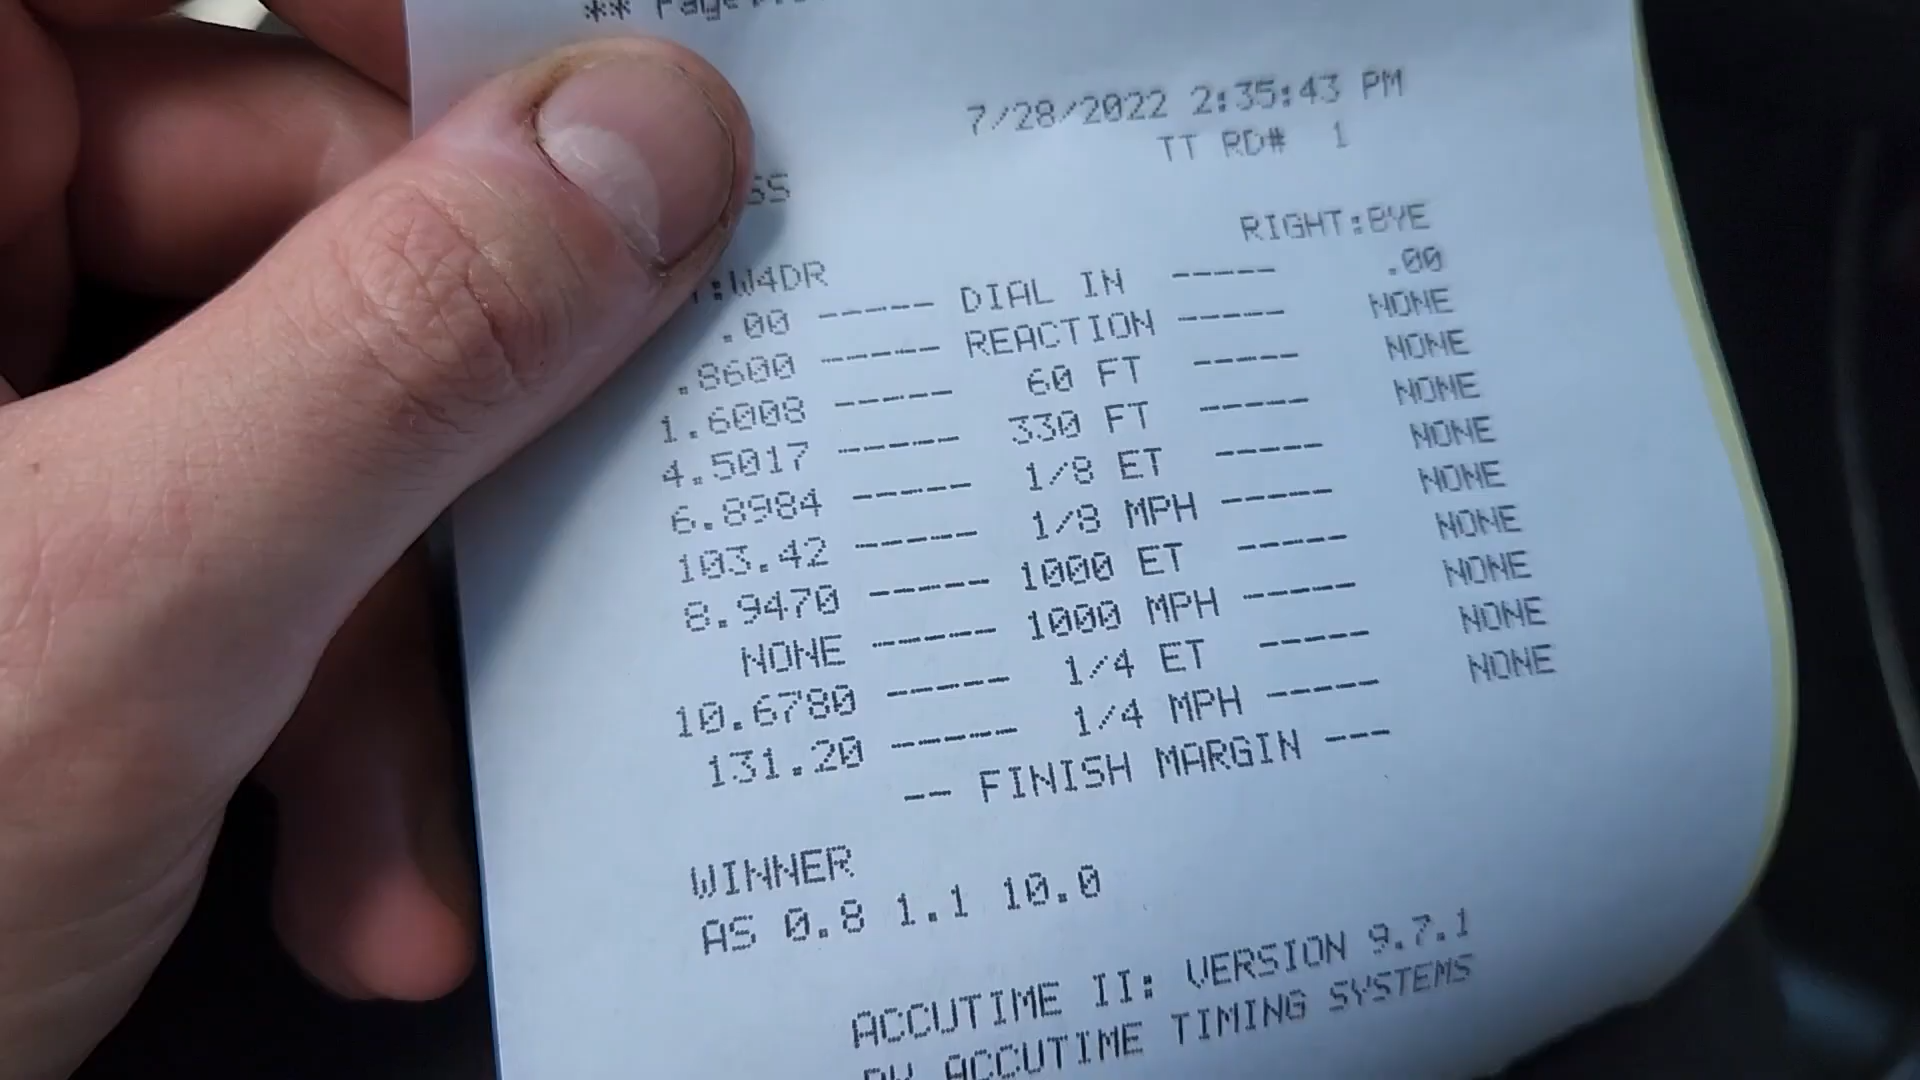 **
7/28/2022 2:35:43 PM
TT RD# 1
SS
:W4DR RIGHT:BYE
.00 ----- DIAL IN ----- .00
.8600 ----- REACTION ----- NONE
1.6008 ----- 60 FT ----- NONE
4.5017 ----- 330 FT ----- NONE
6.8984 ----- 1/8 ET ----- NONE
103.42 ----- 1/8 MPH ----- NONE
8.9470 ----- 1000 ET ----- NONE
NONE ----- 1000 MPH ----- NONE
10.6780 ----- 1/4 ET ----- NONE
131.20 ----- 1/4 MPH ----- NONE
-- FINISH MARGIN ---
WINNER
AS 0.8 1.1 10.0
ACCUTIME II: VERSION 9.7.1
ACCUTIME TIMING SYSTEMS